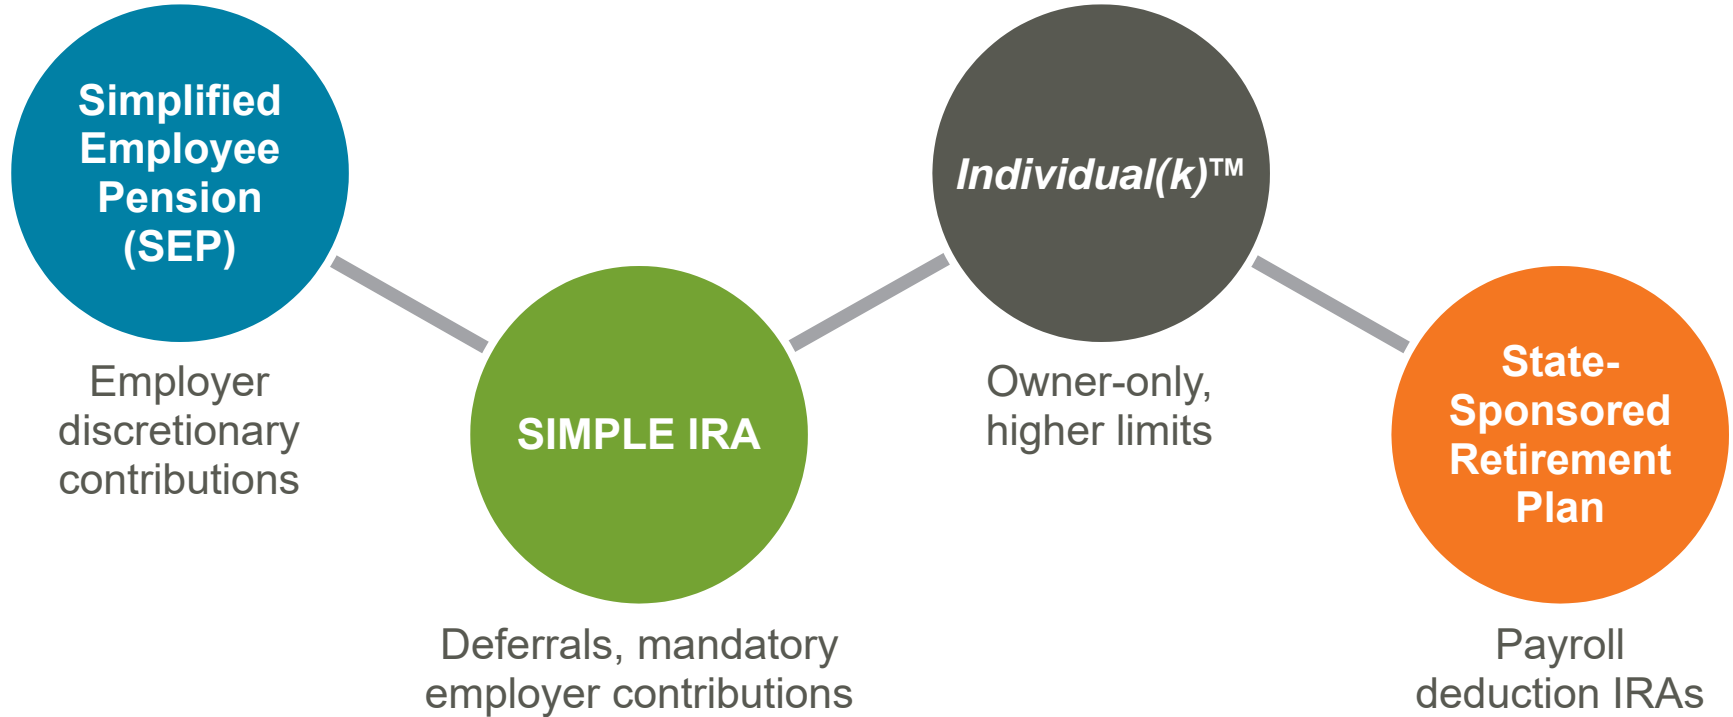 Simplified
Employee
Pension
(SEP)
Employer
discretionary
contributions
SIMPLE IRA
Deferrals, mandatory
employer contributions
Individual(k)™
Owner-only,
higher limits
State-
Sponsored
Retirement
Plan
Payroll
deduction IRAs